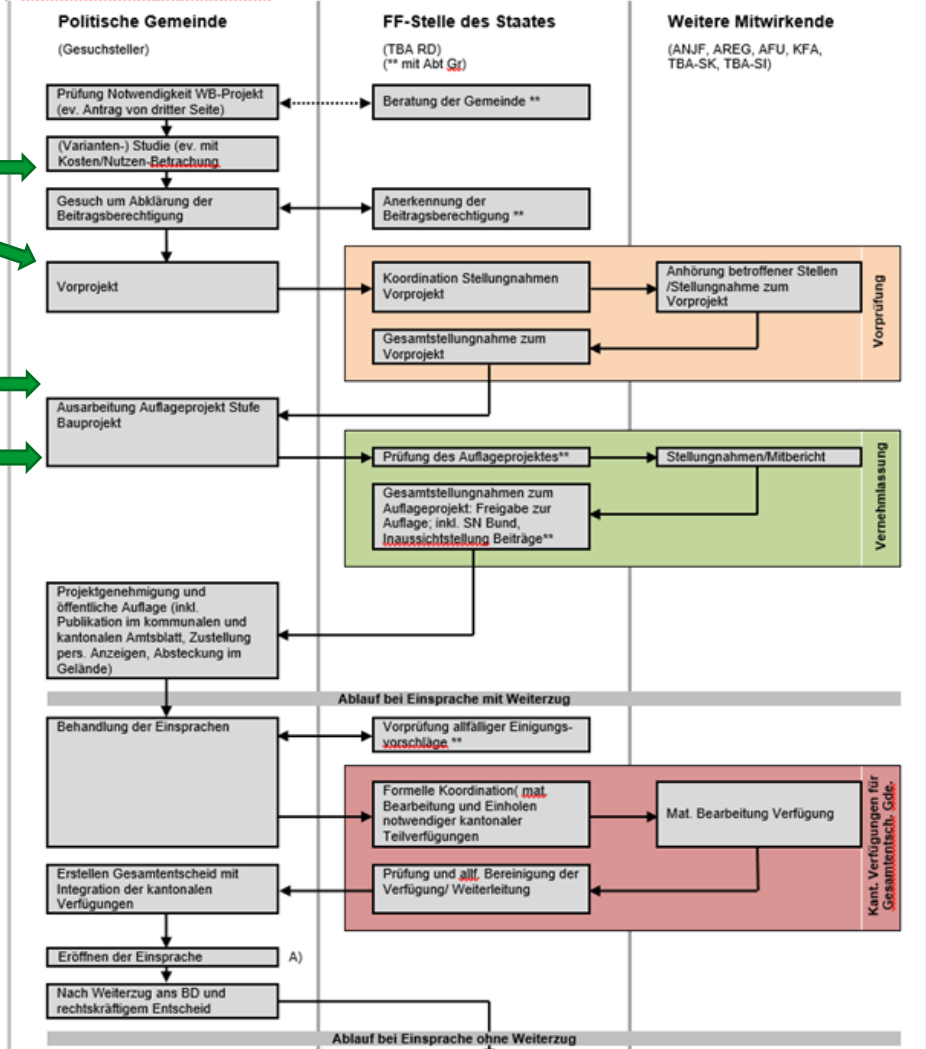 Politische Gemeinde
(Gesuchsteller)
FF-Stelle des Staates
(TBA RD)
(** mit Abt Gr)
Weitere Mitwirkende
(ANJF, AREG, AFU, KFA,
TBA-SK, TBA-SI)
Prüfung Notwendigkeit WB-Projekt
(ev. Antrag von dritter Seite)
Beratung der Gemeinde **
(Varianten-) Studie (ev. mit
Kosten/Nutzen-Betrachung
Gesuch um Abklärung der
Beitragsberechtigung
Anerkennung der
Beitragsberechtigung **
Vorprojekt
Koordination Stellungnahmen
Vorprojekt
Anhörung betroffener Stellen
/Stellungnahme zum
Vorprojekt
Vorprüfung
Gesamtstellungnahme zum
Vorprojekt
Ausarbeitung Auflageprojekt Stufe
Bauprojekt
Prüfung des Auflageprojektes**
Stellungnahmen/Mitbericht
Vernehmlassung
Gesamtstellungnahmen zum
Auflageprojekt: Freigabe zur
Auflage; inkl. SN Bund,
Inaussichtstellung Beiträge**
Projektgenehmigung und
öffentliche Auflage (inkl.
Publikation im kommunalen und
kantonalen Amtsblatt, Zustellung
pers. Anzeigen, Absteckung im
Gelände)
Ablauf bei Einsprache mit Weiterzug
Behandlung der Einsprachen
Vorprüfung allfälliger Einigungs-
vorschläge **
Formelle Koordination( mat.
Bearbeitung und Einholen
notwendiger kantonaler
Teilverfügungen
Mat. Bearbeitung Verfügung
Kant. Verfügungen für
Gesamtentsch. Gde.
Erstellen Gesamtentscheid mit
Integration der kantonalen
Verfügungen
Prüfung und allf. Bereinigung der
Verfügung/ Weiterleitung
Eröffnen der Einsprache
A)
Nach Weiterzug ans BD und
rechtskräftigem Entscheid
Ablauf bei Einsprache ohne Weiterzug